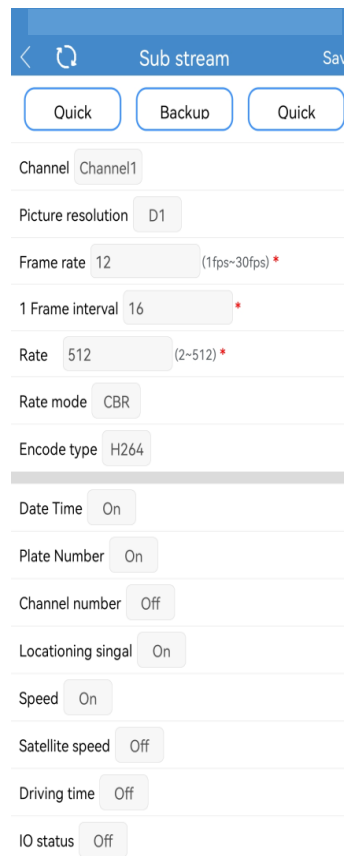 Sub stream Sav
Quick Backup Quick
Channel Channel1
Picture resolution D1
Frame rate 12 (1fps~30fps) *
1 Frame interval 16 *
Rate 512 (2~512) *
Rate mode CBR
Encode type H264
Date Time On
Plate Number On
Channel number Off
Locationing singal On
Speed On
Satellite speed Off
Driving time Off
IO status Off